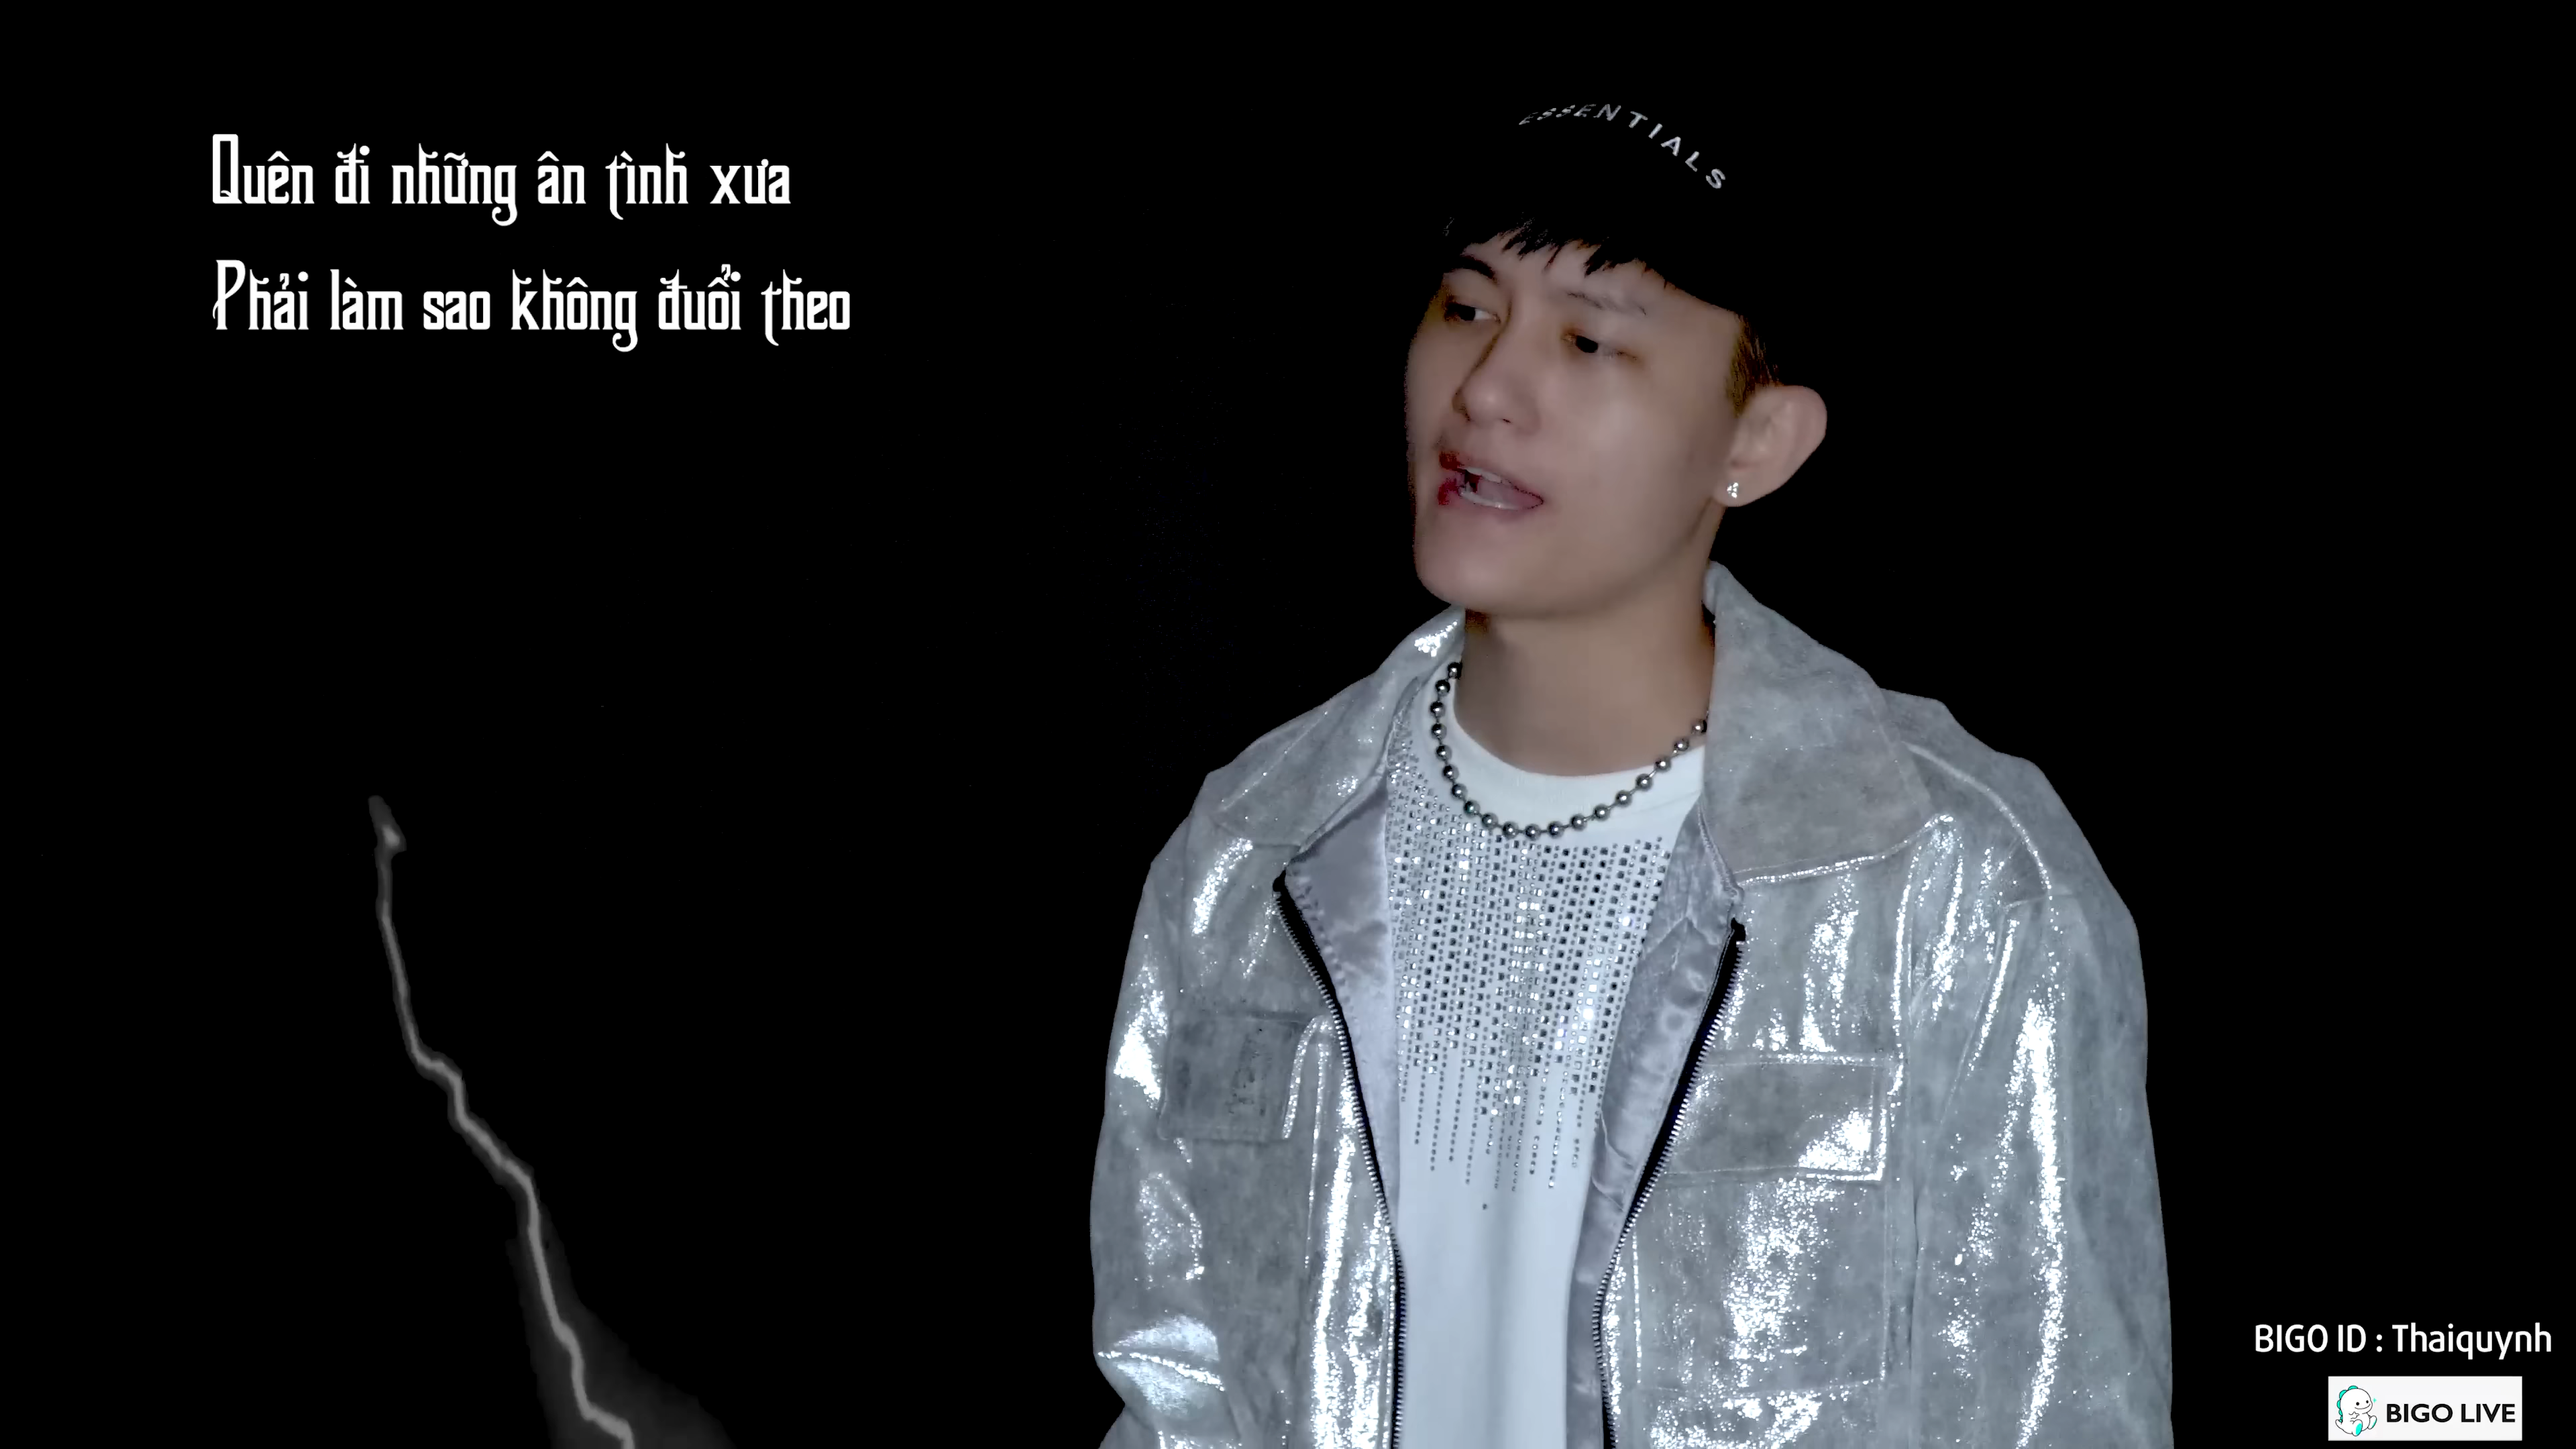 Quên đi những ân tình xưa
Phải làm sao không đuổi theo
ESSENTIALS
BIGO ID : Thaiquynh
BIGO LIVE